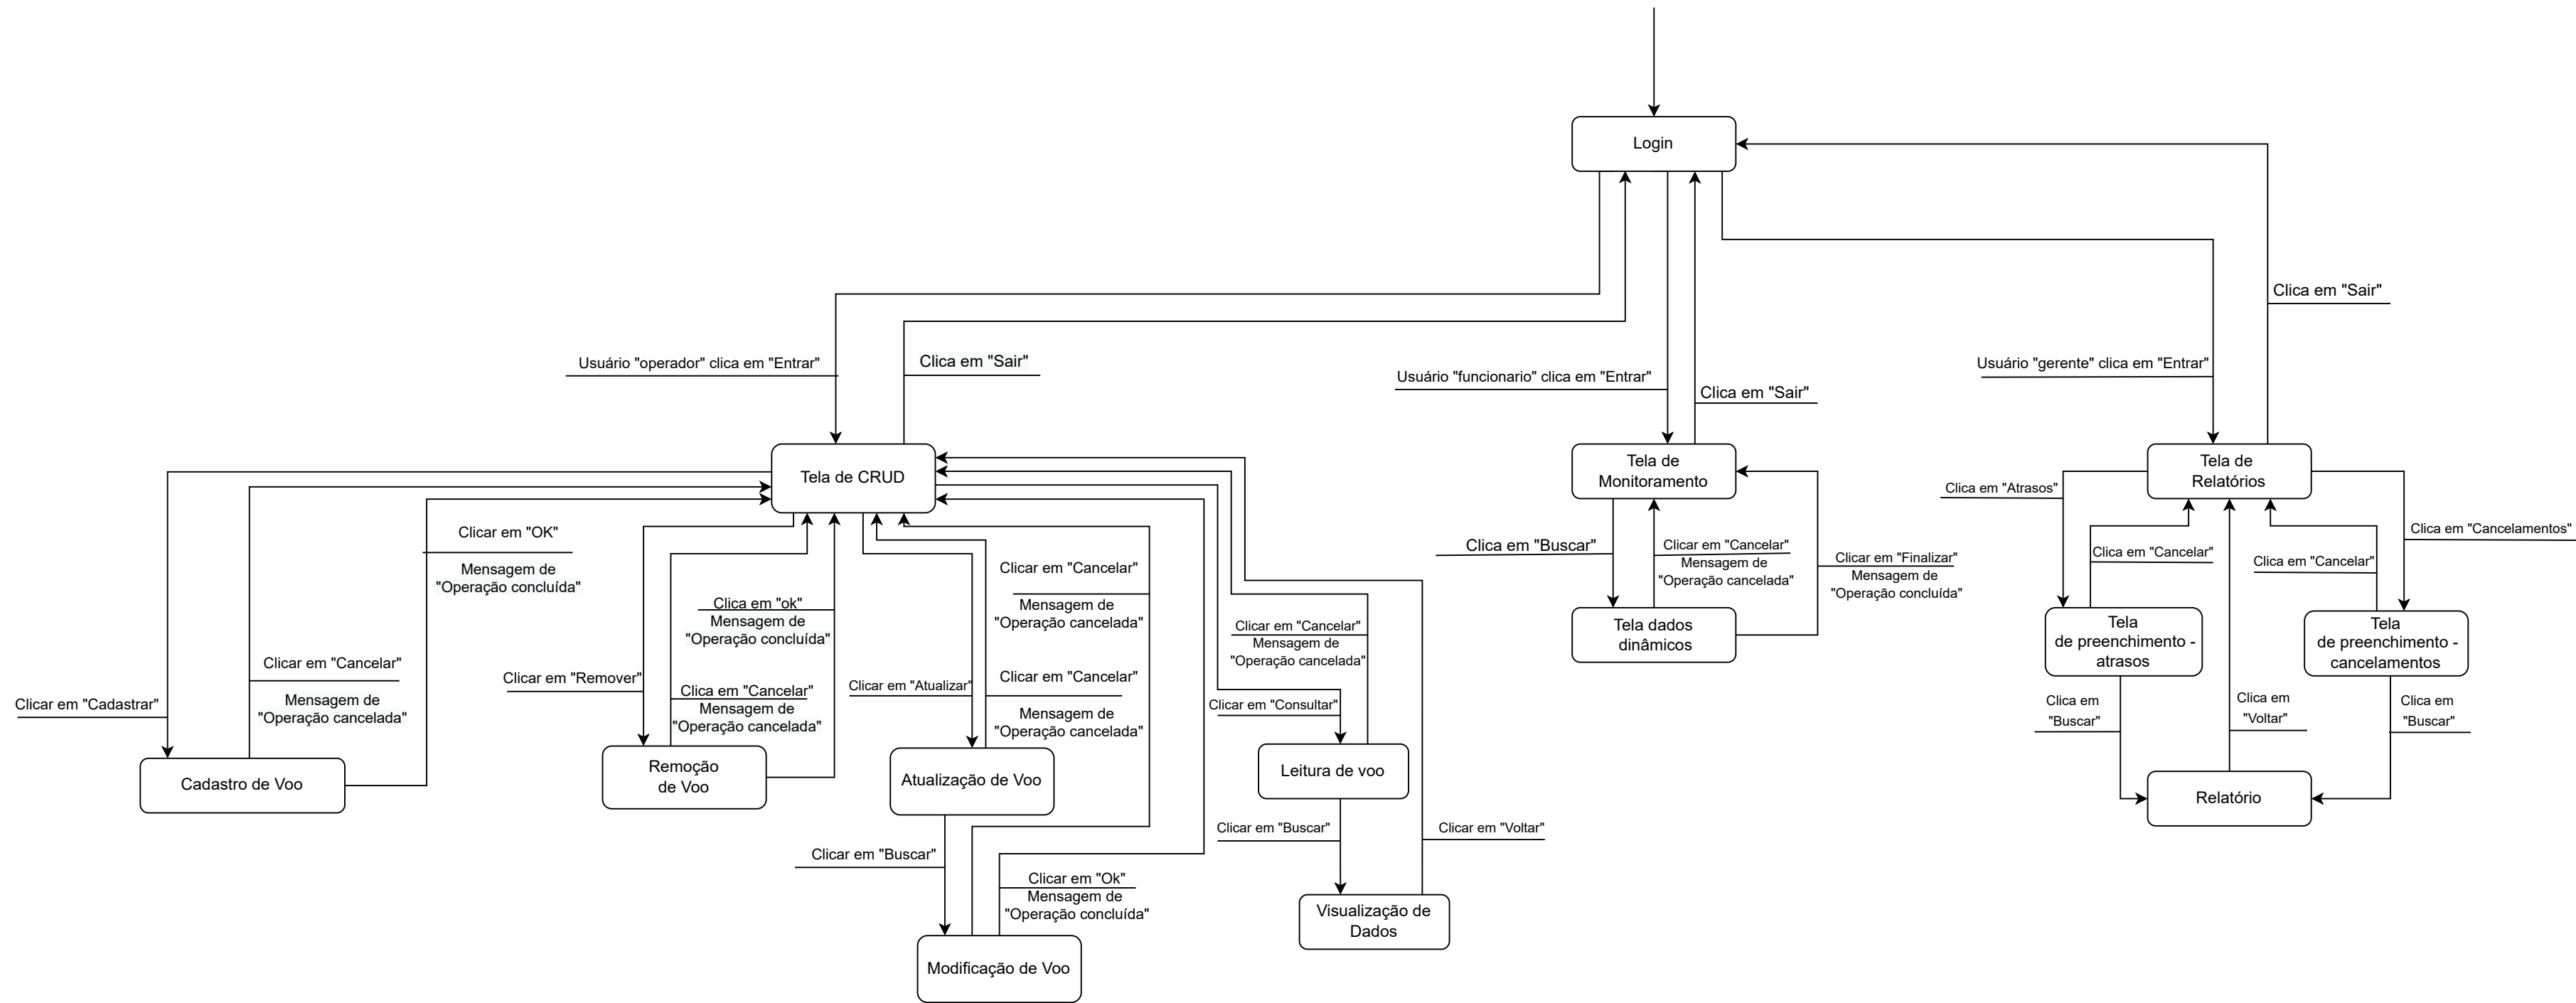 Login
Clica em "Sair"
Usuário "operador" clica em "Entrar"
Clica em "Sair"
Usuário "funcionario" clica em "Entrar"
Clica em "Sair"
Usuário "gerente" clica em "Entrar"
Tela de CRUD
Tela de
Monitoramento
Tela de
Relatórios
Clicar em "OK"
Mensagem de
"Operação concluída"
Clicar em "Cancelar"
Mensagem de
"Operação cancelada"
Clicar em "Cadastrar"
Cadastro de Voo
Clica em "ok"
Mensagem de
"Operação concluída"
Clicar em "Remover"
Clica em "Cancelar"
Mensagem de
"Operação cancelada"
Remoção
de Voo
Clicar em "Cancelar"
Mensagem de
"Operação cancelada"
Clicar em "Atualizar"
Clicar em "Cancelar"
Mensagem de
"Operação cancelada"
Atualização de Voo
Clicar em "Buscar"
Clicar em "Ok"
Mensagem de
"Operação concluída"
Modificação de Voo
Clicar em "Cancelar"
Mensagem de
"Operação cancelada"
Clicar em "Consultar"
Leitura de voo
Clicar em "Buscar"
Clicar em "Voltar"
Visualização de
Dados
Clica em "Buscar"
Clicar em "Cancelar"
Mensagem de
"Operação cancelada"
Clicar em "Finalizar"
Mensagem de
"Operação concluída"
Tela dados
dinâmicos
Clica em "Atrasos"
Clica em "Cancelamentos"
Clica em "Cancelar"
Clica em "Cancelar"
Tela
de preenchimento -
atrasos
Tela
de preenchimento -
cancelamentos
Clica em
"Buscar"
Clica em
"Voltar"
Clica em
"Buscar"
Relatório